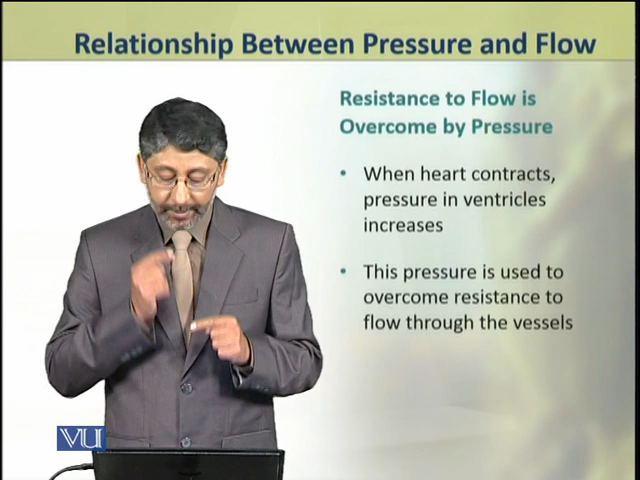 Relationship Between Pressure and Flow
Resistance to Flow is
Overcome by Pressure
• When heart contracts,
pressure in ventricles
increases
• This pressure is used to
overcome resistance to
flow through the vessels
VU